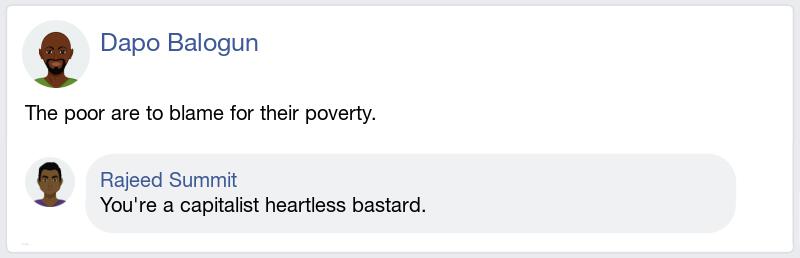 Dapo Balogun
The poor are to blame for their poverty.
Rajeed Summit
You're a capitalist heartless bastard.